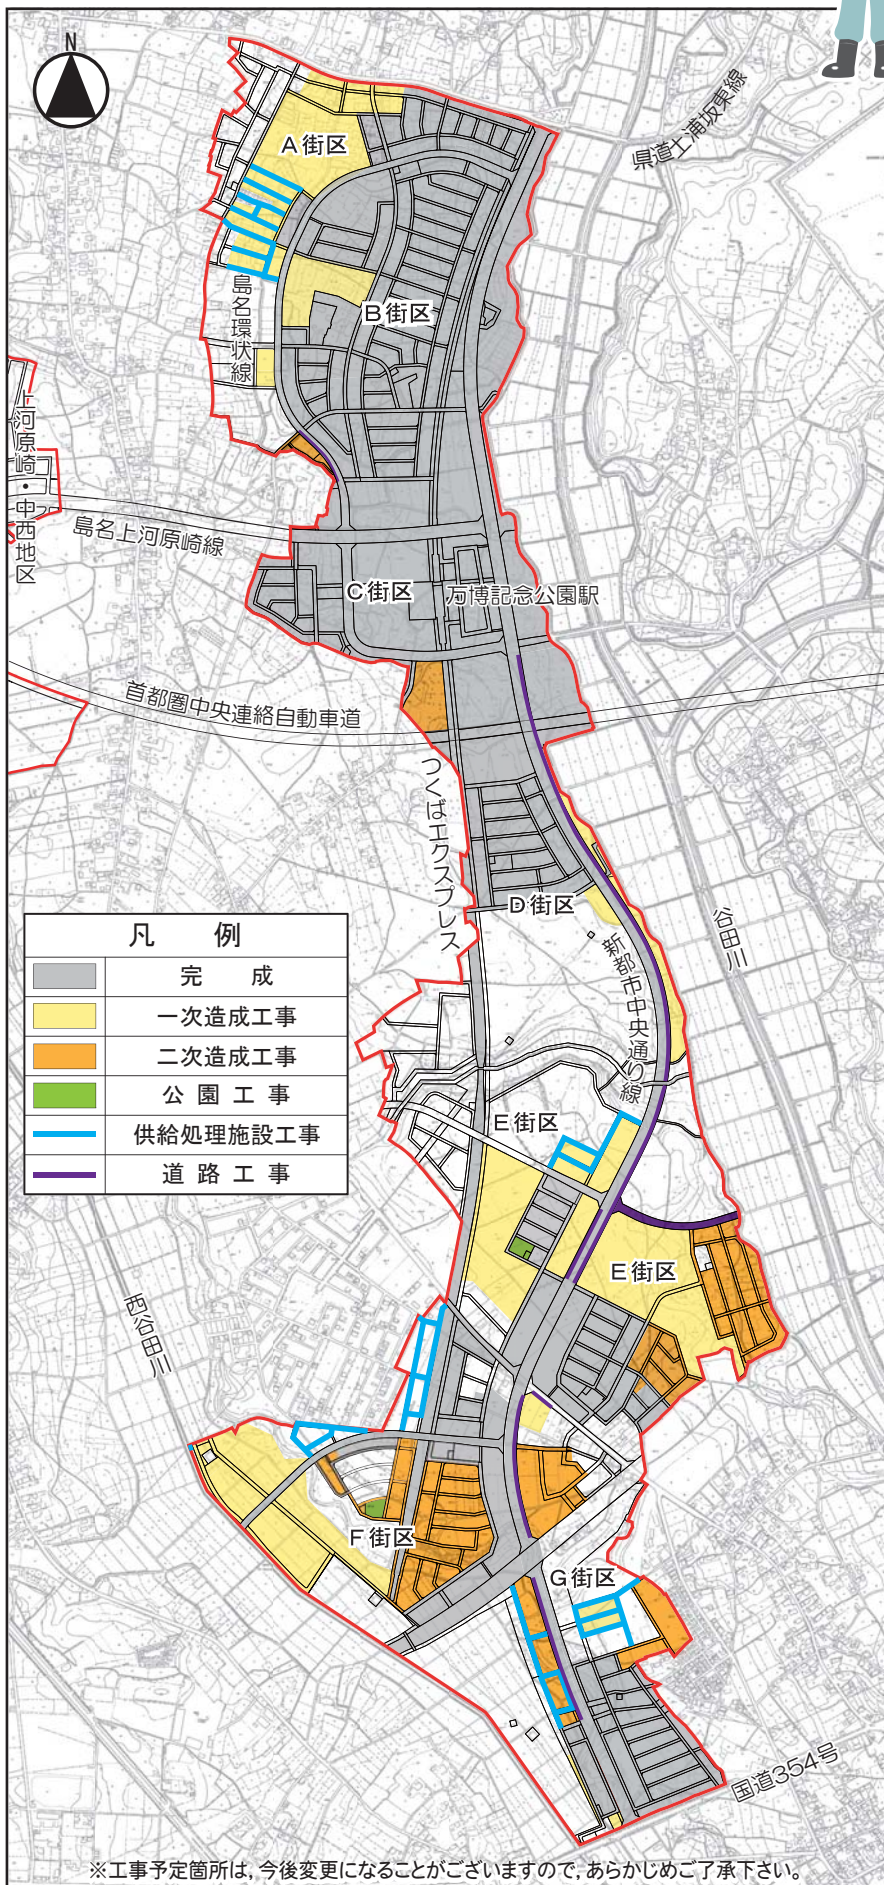 N
県道土浦坂東線
A街区
島名環状線
B街区
上河原崎・中西地区
島名上河原崎線
C街区
万博記念公園駅
首都圏中央連絡自動車道
つくばエクスプレス
D街区
谷田川
新都市中央通り線
凡例
完成
一次造成工事
二次造成工事
公園工事
供給処理施設工事
道路工事
E街区
E街区
西谷田川
F街区
G街区
国道354号
※工事予定箇所は,今後変更になることがございますので,あらかじめご了承下さい。